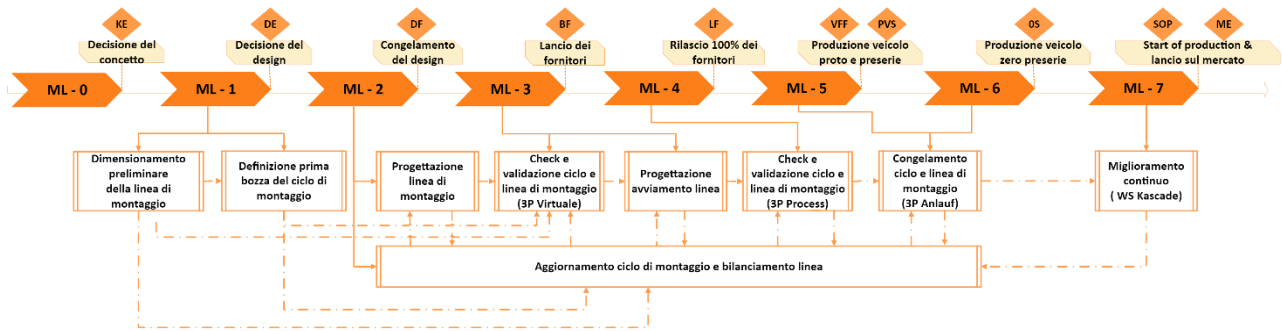 KE
DE
DF
BF
LF
VFF
PVS
0S
SOP
ME
Decisione del
concetto
Decisione del
design
Congelamento
del design
Lancio dei
fornitori
Rilascio 100% dei
fornitori
Produzione veicolo
proto e preserie
Produzione veicolo
zero preserie
Start of production &
lancio sul mercato
ML - 0
ML - 1
ML - 2
ML - 3
ML - 4
ML - 5
ML - 6
ML - 7
Dimensionamento
preliminare
della linea di
montaggio
Definizione prima
bozza del ciclo di
montaggio
Progettazione
linea di
montaggio
Check e
validazione ciclo e
linea di montaggio
(3P Virtuale)
Progettazione
avviamento linea
Check e
validazione ciclo e
linea di montaggio
(3P Process)
Congelamento
ciclo e linea di
montaggio
(3P Anlauf)
Miglioramento
continuo
( WS Kascade)
Aggiornamento ciclo di montaggio e bilanciamento linea